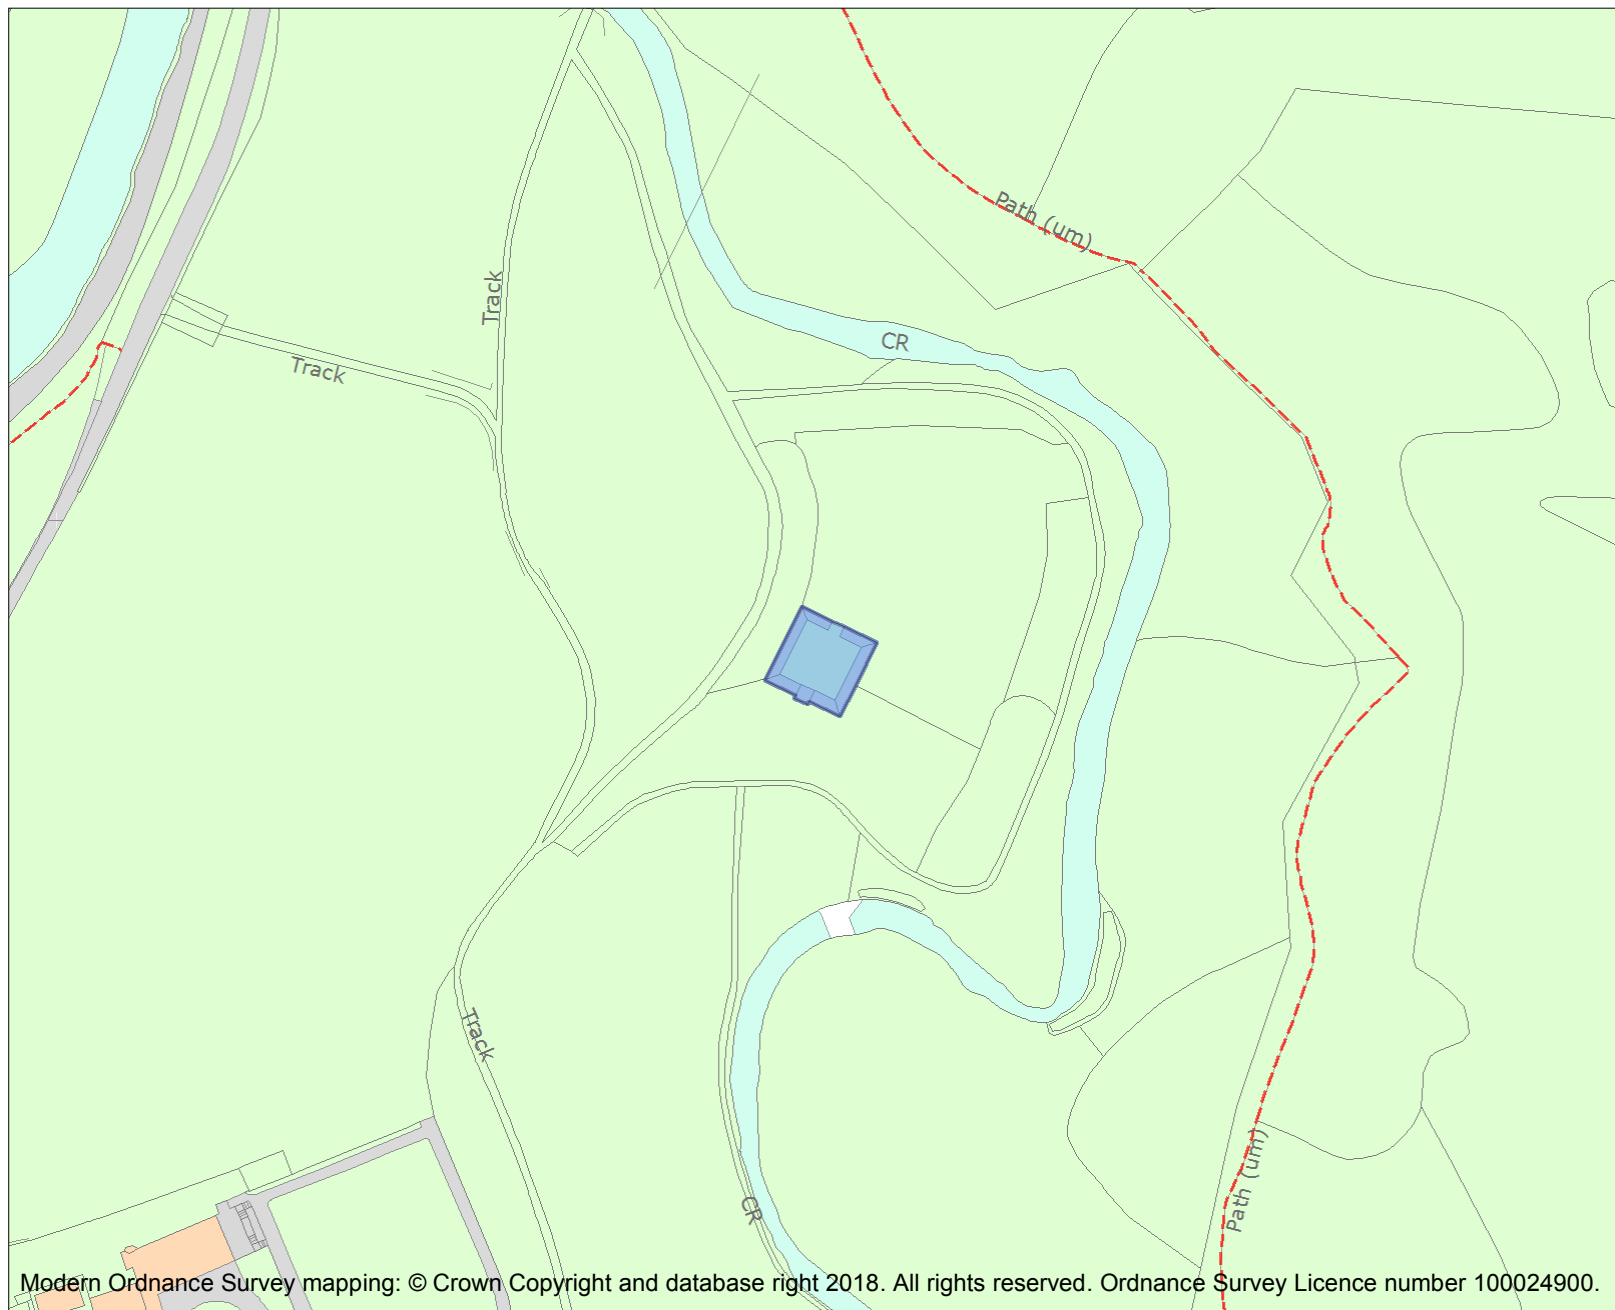 Path (um)
Track
CR
Track
Track
Path (um)
CR
Modern Ordnance Survey mapping: © Crown Copyright and database right 2018. All rights reserved. Ordnance Survey Licence number 100024900.